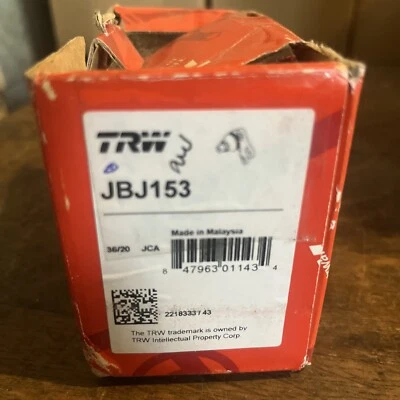 TRW
JBJ153
Made in Malaysia
36/20 JCA
8 47963 01143 4
The TRW trademark is owned by
TRW Intellectual Property Corp.